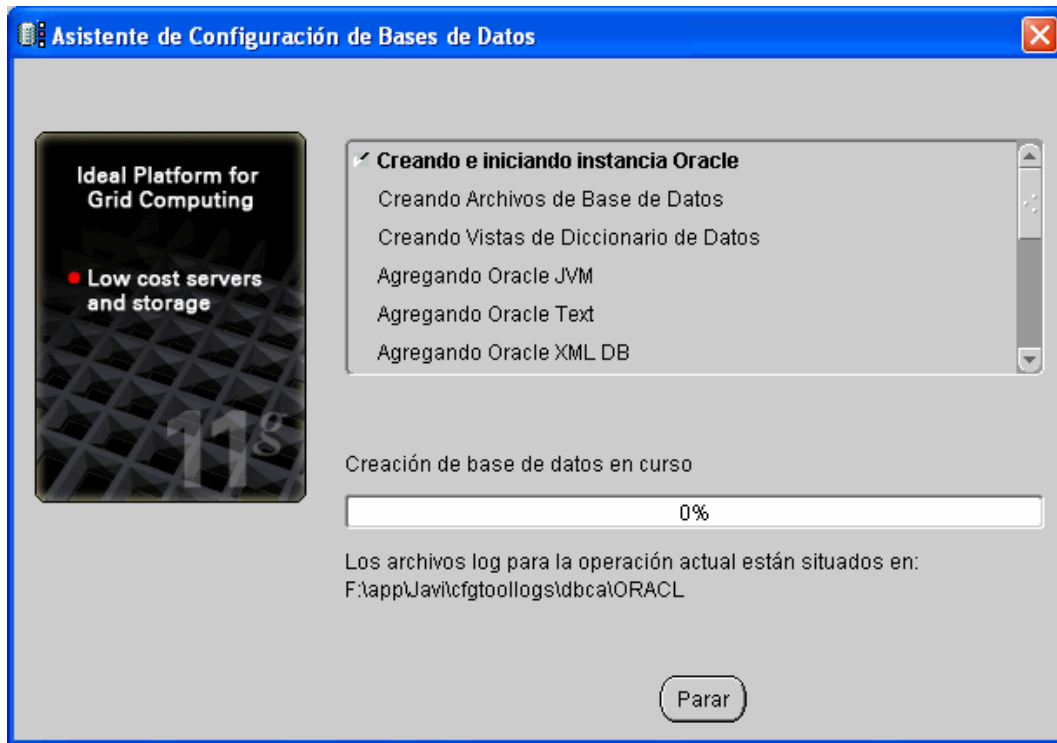 Asistente de Configuración de Bases de Datos
Ideal Platform for
Grid Computing
Low cost servers
and storage
11g
Creando e iniciando instancia Oracle
Creando Archivos de Base de Datos
Creando Vistas de Diccionario de Datos
Agregando Oracle JVM
Agregando Oracle Text
Agregando Oracle XML DB
Creación de base de datos en curso
0%
Los archivos log para la operación actual están situados en:
F:\app\Javi\cfgtoollogs\dbca\ORACL
Parar